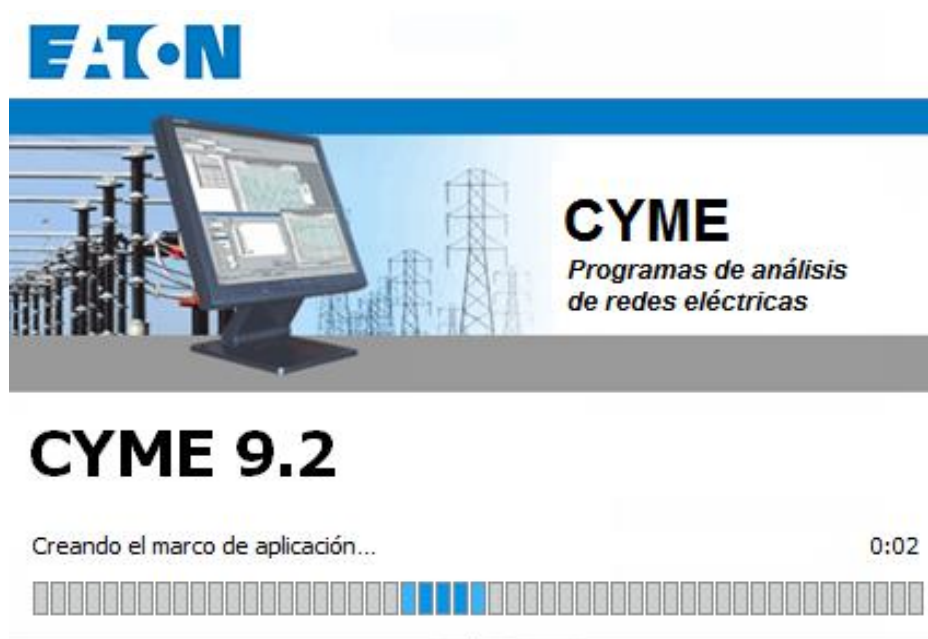 EATON
CYME
Programas de análisis
de redes eléctricas
CYME 9.2
Creando el marco de aplicación...
0:02